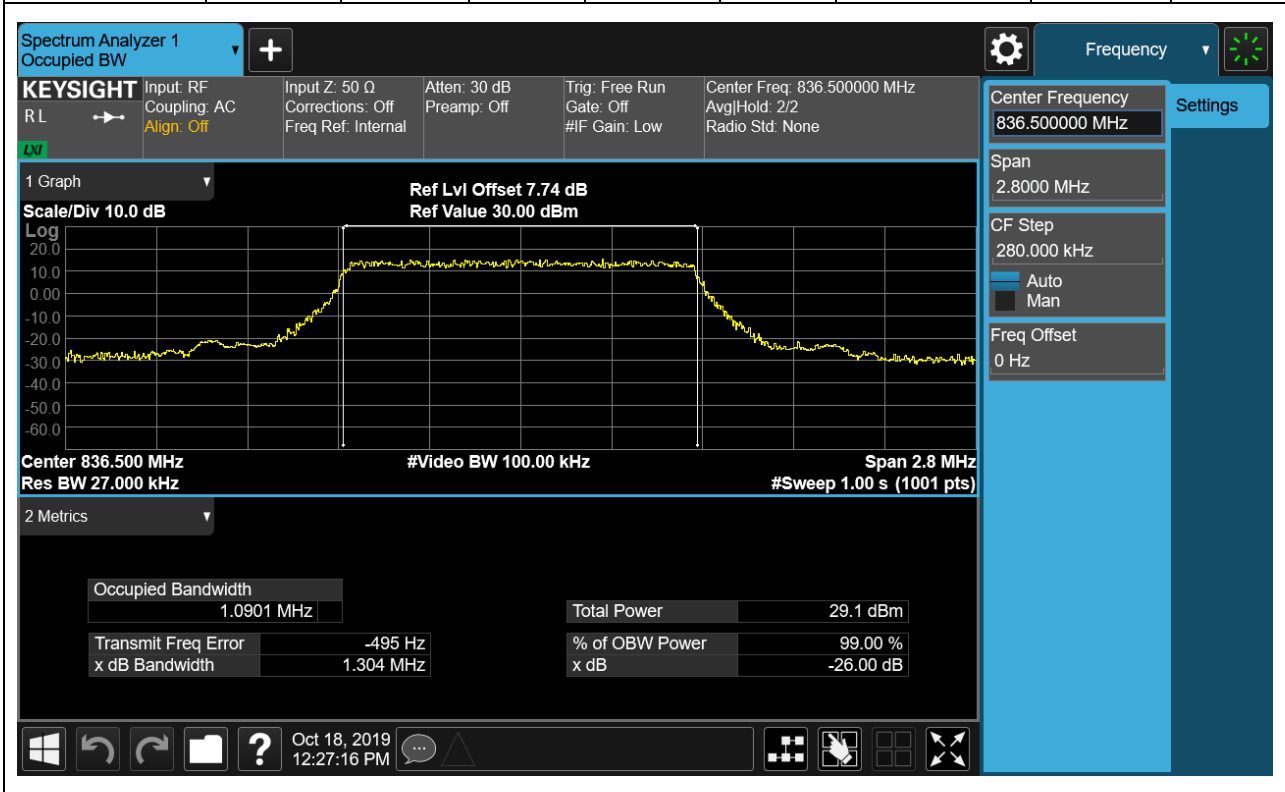 Spectrum Analyzer 1
Occupied BW
Frequency
KEYSIGHT
RL
LXI
Input: RF
Coupling: AC
Align: Off
Input Z: 50 Ω
Corrections: Off
Freq Ref: Internal
Atten: 30 dB
Preamp: Off
Trig: Free Run
Gate: Off
#IF Gain: Low
Center Freq: 836.500000 MHz
Avg|Hold: 2/2
Radio Std: None
Center Frequency
836.500000 MHz
Settings
Span
2.8000 MHz
CF Step
280.000 kHz
Auto
Man
Freq Offset
0 Hz
1 Graph
Scale/Div 10.0 dB
Ref Lvl Offset 7.74 dB
Ref Value 30.00 dBm
Log
20.0
10.0
0.00
-10.0
-20.0
-30.0
-40.0
-50.0
-60.0
Center 836.500 MHz
#Video BW 100.00 kHz
Span 2.8 MHz
Res BW 27.000 kHz
#Sweep 1.00 s (1001 pts)
2 Metrics
Occupied Bandwidth
1.0901 MHz
Total Power 29.1 dBm
Transmit Freq Error -495 Hz
% of OBW Power 99.00 %
x dB Bandwidth 1.304 MHz
x dB -26.00 dB
?
Oct 18, 2019
12:27:16 PM